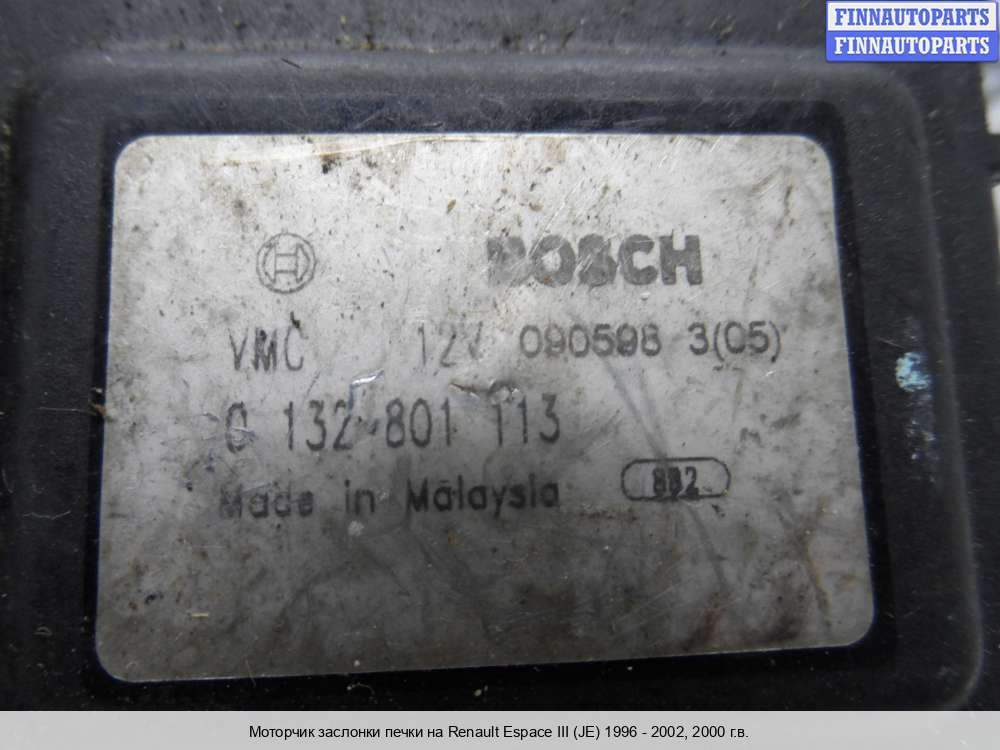 FINNAUTOPARTS
FINNAUTOPARTS
BOSCH
VMC 12V 090598 3(05)
0 132 801 113
Made in Malaysia
882
Моторчик заслонки печки на Renault Espace III (JE) 1996 - 2002, 2000 г.в.